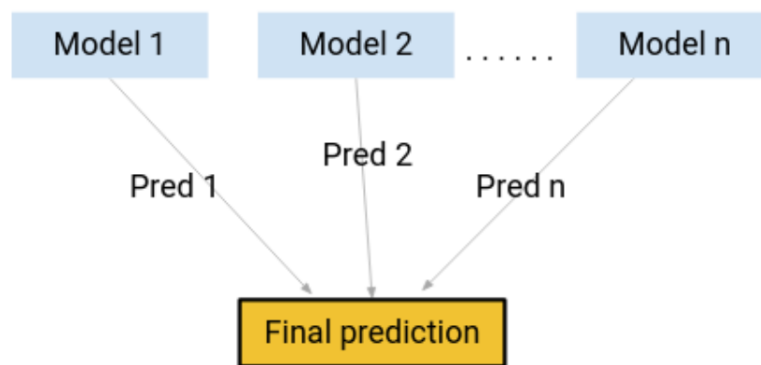 Model 1
Model 2
. . . . . .
Model n
Pred 1
Pred 2
Pred n
Final prediction